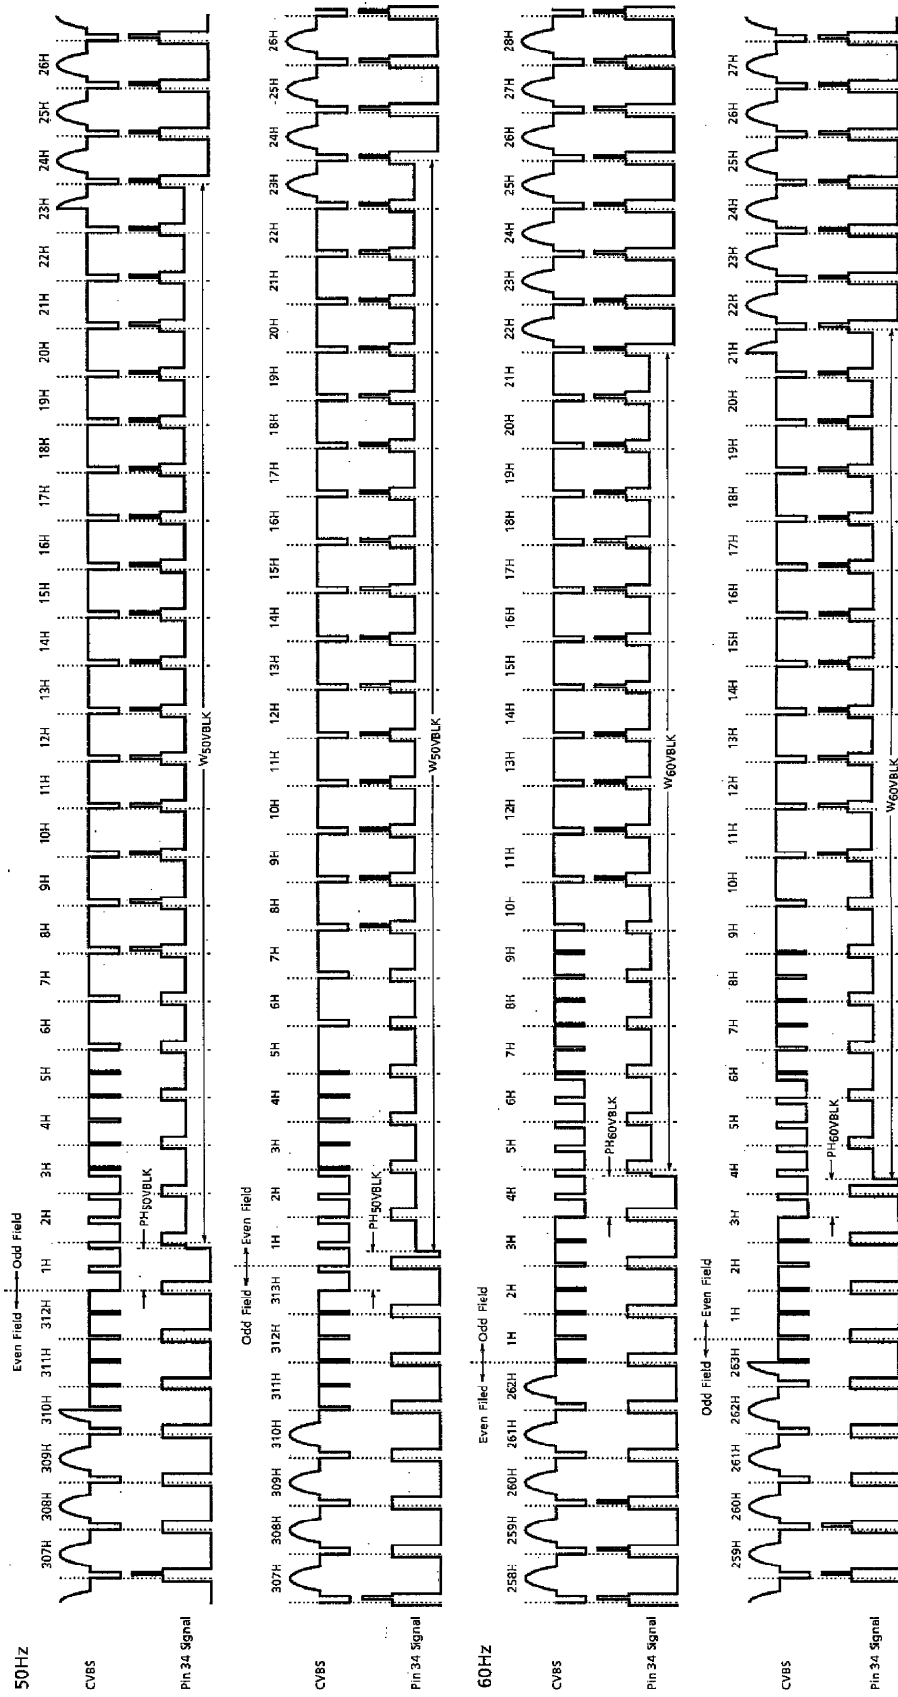 50Hz
Even Field Odd Field
307H 308H 309H 310H 311H 312H 1H 2H 3H 4H 5H 6H 7H 8H 9H 10H 11H 12H 13H 14H 15H 16H 17H 18H 19H 20H 21H 22H 23H 24H 25H 26H
CVBS
PH50VBLK
W50VBLK
Pin 34 Signal
Odd Field Even Field
307H 308H 309H 310H 311H 312H 313H 1H 2H 3H 4H 5H 6H 7H 8H 9H 10H 11H 12H 13H 14H 15H 16H 17H 18H 19H 20H 21H 22H 23H 24H -25H 26H
CVBS
PH50VBLK
W50VBLK
Pin 34 Signal
60Hz
Even Filed Odd Field
258H 259H 260H 261H 262H 1H 2H 3H 4H 5H 6H 7H 8H 9H 10H 11H 12H 13H 14H 15H 16H 17H 18H 19H 20H 21H 22H 23H 24H 25H 26H 27H 28H
CVBS
PH60VBLK
W60VBLK
Pin 34 Signal
Odd Field Even Field
259H 260H 261H 262H 263H 1H 2H 3H 4H 5H 6H 7H 8H 9H 10H 11H 12H 13H 14H 15H 16H 17H 18H 19H 20H 21H 22H 23H 24H 25H 26H 27H
CVBS
PH60VBLK
W60VBLK
Pin 34 Signal